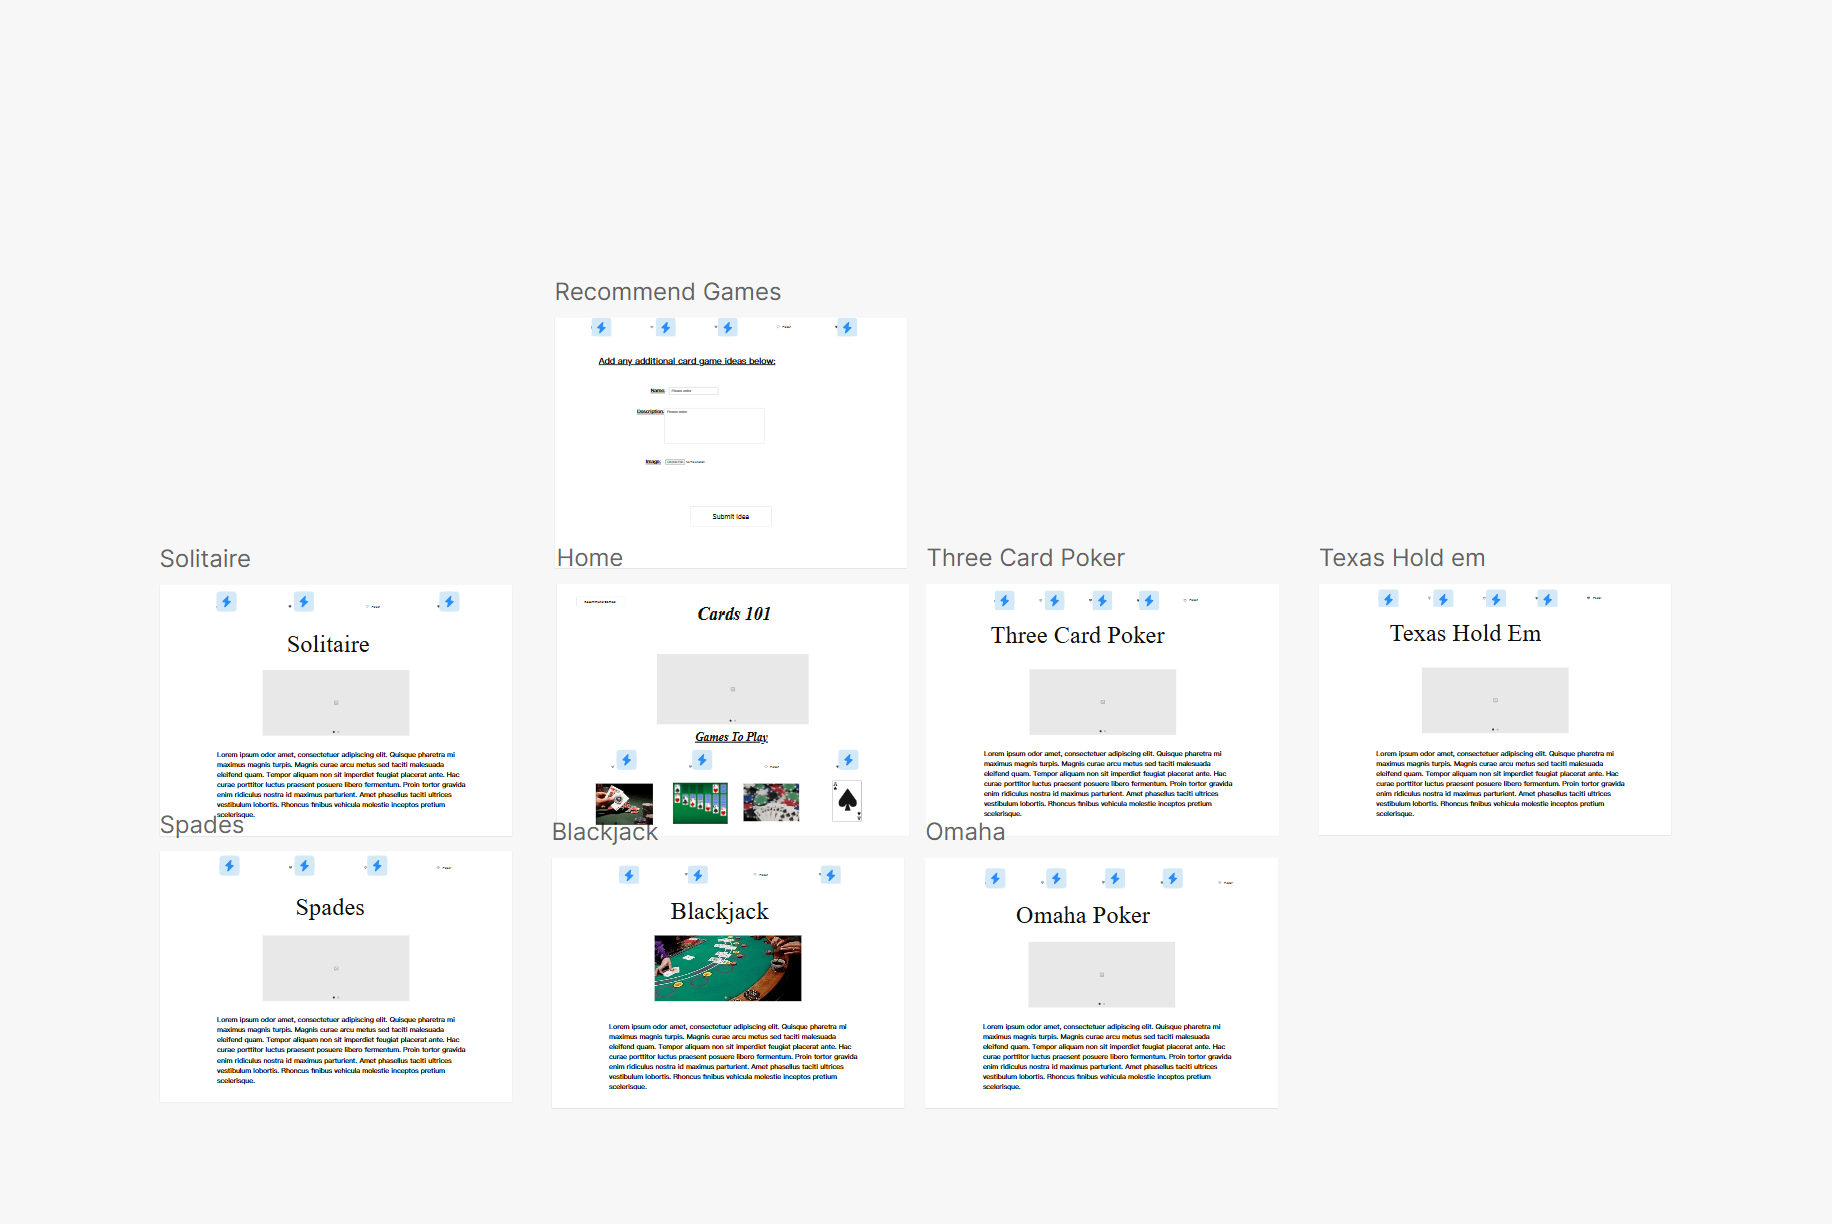 Recommend Games
Poker
Add any additional card game ideas below:
Name:
Please enter
Description:
Please enter
Image:
Submit Idea
Solitaire
Poker
Solitaire
Lorem ipsum odor amet, consectetuer adipiscing elit. Quisque pharetra mi
maximus magnis turpis. Magnis curae arcu metus sed taciti malesuada
eleifend quam. Tempor aliquam non sit imperdiet feugiat placerat ante. Hac
curae porttitor luctus praesent posuere libero fermentum. Proin tortor gravida
enim ridiculus nostra id maximus parturient. Amet phasellus taciti ultrices
vestibulum lobortis. Rhoncus finibus vehicula molestie inceptos pretium
scelerisque.
Home
Recommend Games
Cards 101
Games To Play
Poker
A
A
Three Card Poker
Poker
Three Card Poker
Lorem ipsum odor amet, consectetuer adipiscing elit. Quisque pharetra mi
maximus magnis turpis. Magnis curae arcu metus sed taciti malesuada
eleifend quam. Tempor aliquam non sit imperdiet feugiat placerat ante. Hac
curae porttitor luctus praesent posuere libero fermentum. Proin tortor gravida
enim ridiculus nostra id maximus parturient. Amet phasellus taciti ultrices
vestibulum lobortis. Rhoncus finibus vehicula molestie inceptos pretium
scelerisque.
Texas Hold em
Poker
Texas Hold Em
Lorem ipsum odor amet, consectetuer adipiscing elit. Quisque pharetra mi
maximus magnis turpis. Magnis curae arcu metus sed taciti malesuada
eleifend quam. Tempor aliquam non sit imperdiet feugiat placerat ante. Hac
curae porttitor luctus praesent posuere libero fermentum. Proin tortor gravida
enim ridiculus nostra id maximus parturient. Amet phasellus taciti ultrices
vestibulum lobortis. Rhoncus finibus vehicula molestie inceptos pretium
scelerisque.
Spades
Poker
Spades
Lorem ipsum odor amet, consectetuer adipiscing elit. Quisque pharetra mi
maximus magnis turpis. Magnis curae arcu metus sed taciti malesuada
eleifend quam. Tempor aliquam non sit imperdiet feugiat placerat ante. Hac
curae porttitor luctus praesent posuere libero fermentum. Proin tortor gravida
enim ridiculus nostra id maximus parturient. Amet phasellus taciti ultrices
vestibulum lobortis. Rhoncus finibus vehicula molestie inceptos pretium
scelerisque.
Blackjack
Poker
Blackjack
Lorem ipsum odor amet, consectetuer adipiscing elit. Quisque pharetra mi
maximus magnis turpis. Magnis curae arcu metus sed taciti malesuada
eleifend quam. Tempor aliquam non sit imperdiet feugiat placerat ante. Hac
curae porttitor luctus praesent posuere libero fermentum. Proin tortor gravida
enim ridiculus nostra id maximus parturient. Amet phasellus taciti ultrices
vestibulum lobortis. Rhoncus finibus vehicula molestie inceptos pretium
scelerisque.
Omaha
Poker
Omaha Poker
Lorem ipsum odor amet, consectetuer adipiscing elit. Quisque pharetra mi
maximus magnis turpis. Magnis curae arcu metus sed taciti malesuada
eleifend quam. Tempor aliquam non sit imperdiet feugiat placerat ante. Hac
curae porttitor luctus praesent posuere libero fermentum. Proin tortor gravida
enim ridiculus nostra id maximus parturient. Amet phasellus taciti ultrices
vestibulum lobortis. Rhoncus finibus vehicula molestie inceptos pretium
scelerisque.